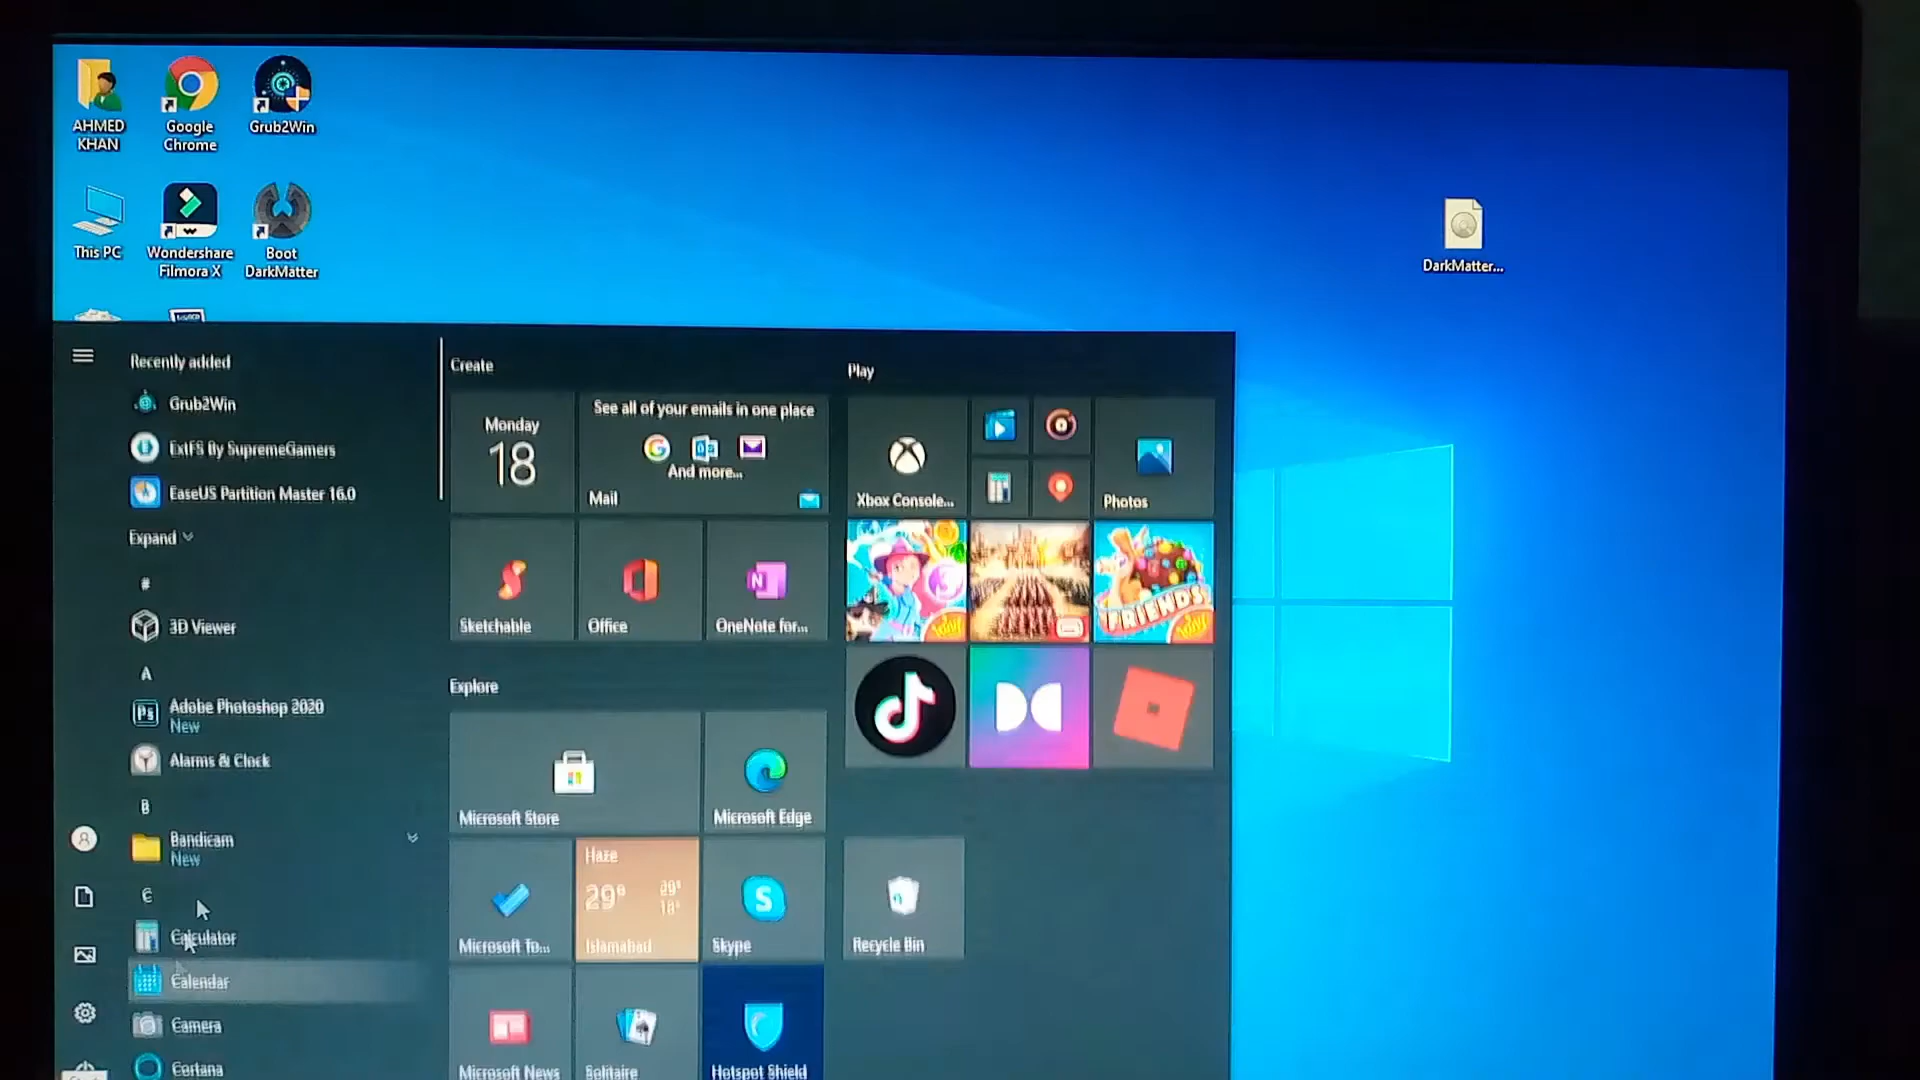 AHMED
KHAN
Google
Chrome
Grub2Win
This PC
Wondershare
Filmora X
Boot
DarkMatter
DarkMatter...
Recently added
Grub2Win
ExtFS By SupremeGamers
EaseUS Partition Master 16.0
Expand
#
3D Viewer
A
Ps
Adobe Photoshop 2020
New
Alarms & Clock
B
Bandicam
New
C
Calculator
Calendar
Camera
Cortana
Create
Monday
18
See all of your emails in one place
And more...
Mail
Sketchable
Office
N
OneNote for...
Explore
Microsoft Store
Microsoft Edge
Microsoft To...
Haze
29°
29°
18°
Islamabad
S
Skype
Microsoft News
Solitaire
Hotspot Shield
Play
Xbox Console...
Photos
3
King
FRIENDS
King
Recycle Bin